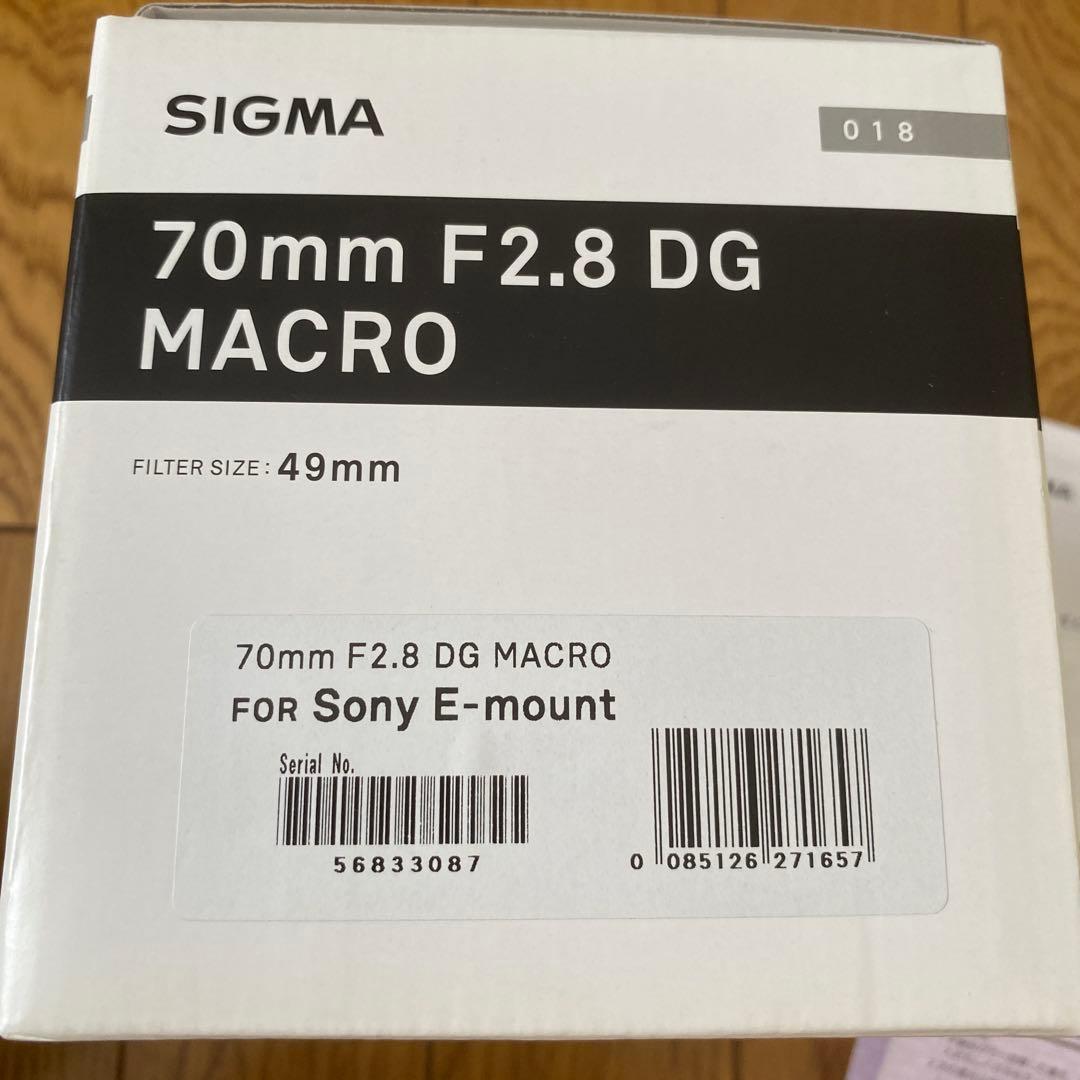 SIGMA
018
70mm F2.8 DG
MACRO
FILTER SIZE: 49mm
70mm F2.8 DG MACRO
FOR Sony E-mount
Serial No.
56833087
0 085126 271657